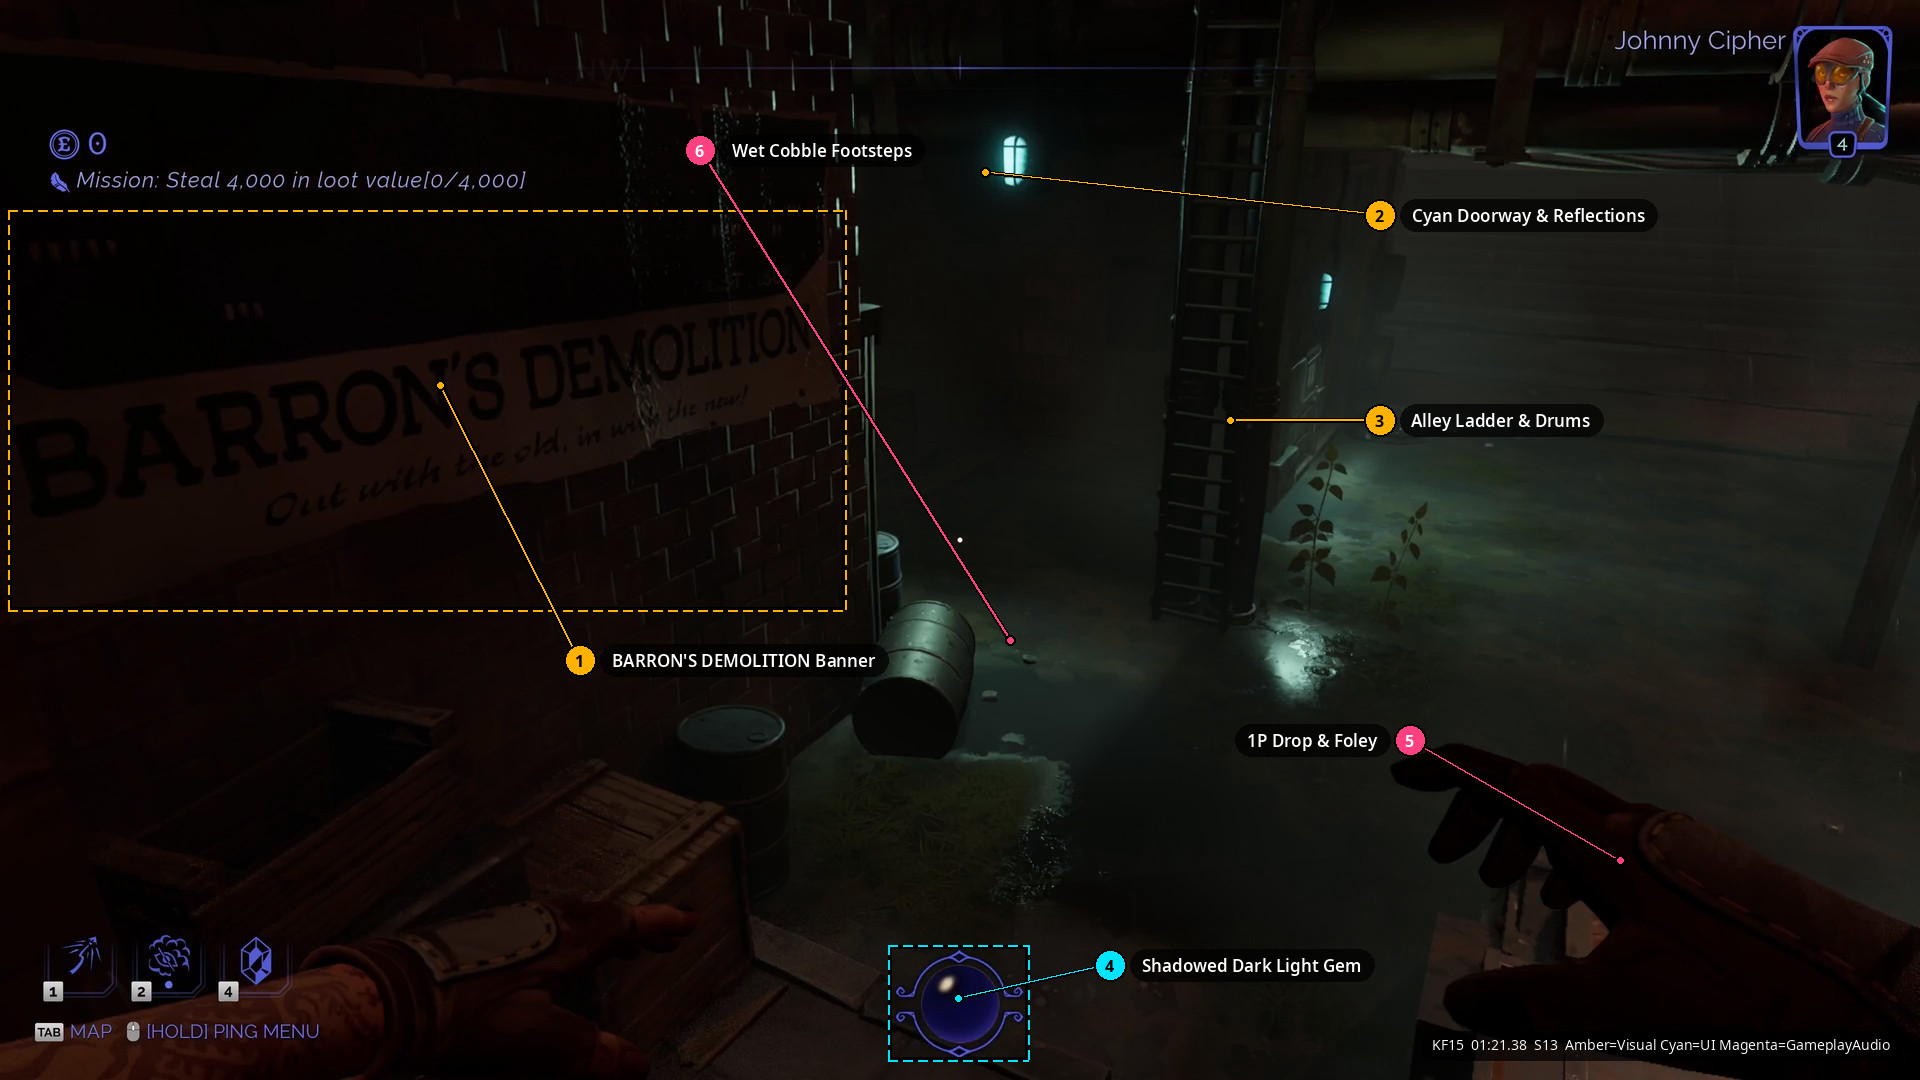 NW
Johnny Cipher
4
£ 0
Mission: Steal 4,000 in loot value[0/4,000]
6 Wet Cobble Footsteps
2 Cyan Doorway & Reflections
BARRON'S DEMOLITION
Out with the old, in with the new!
3 Alley Ladder & Drums
1 BARRON'S DEMOLITION Banner
1P Drop & Foley 5
4 Shadowed Dark Light Gem
1 2 4
TAB MAP [HOLD] PING MENU
KF15 01:21.38 S13 Amber=Visual Cyan=UI Magenta=GameplayAudio